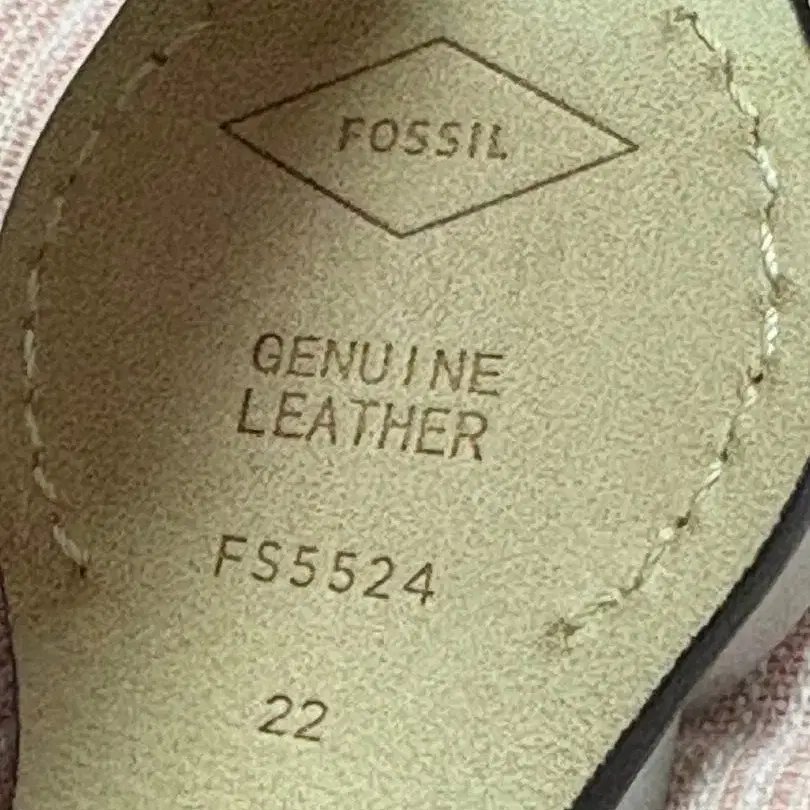 FOSSIL
GENUINE
LEATHER
FS5524
22